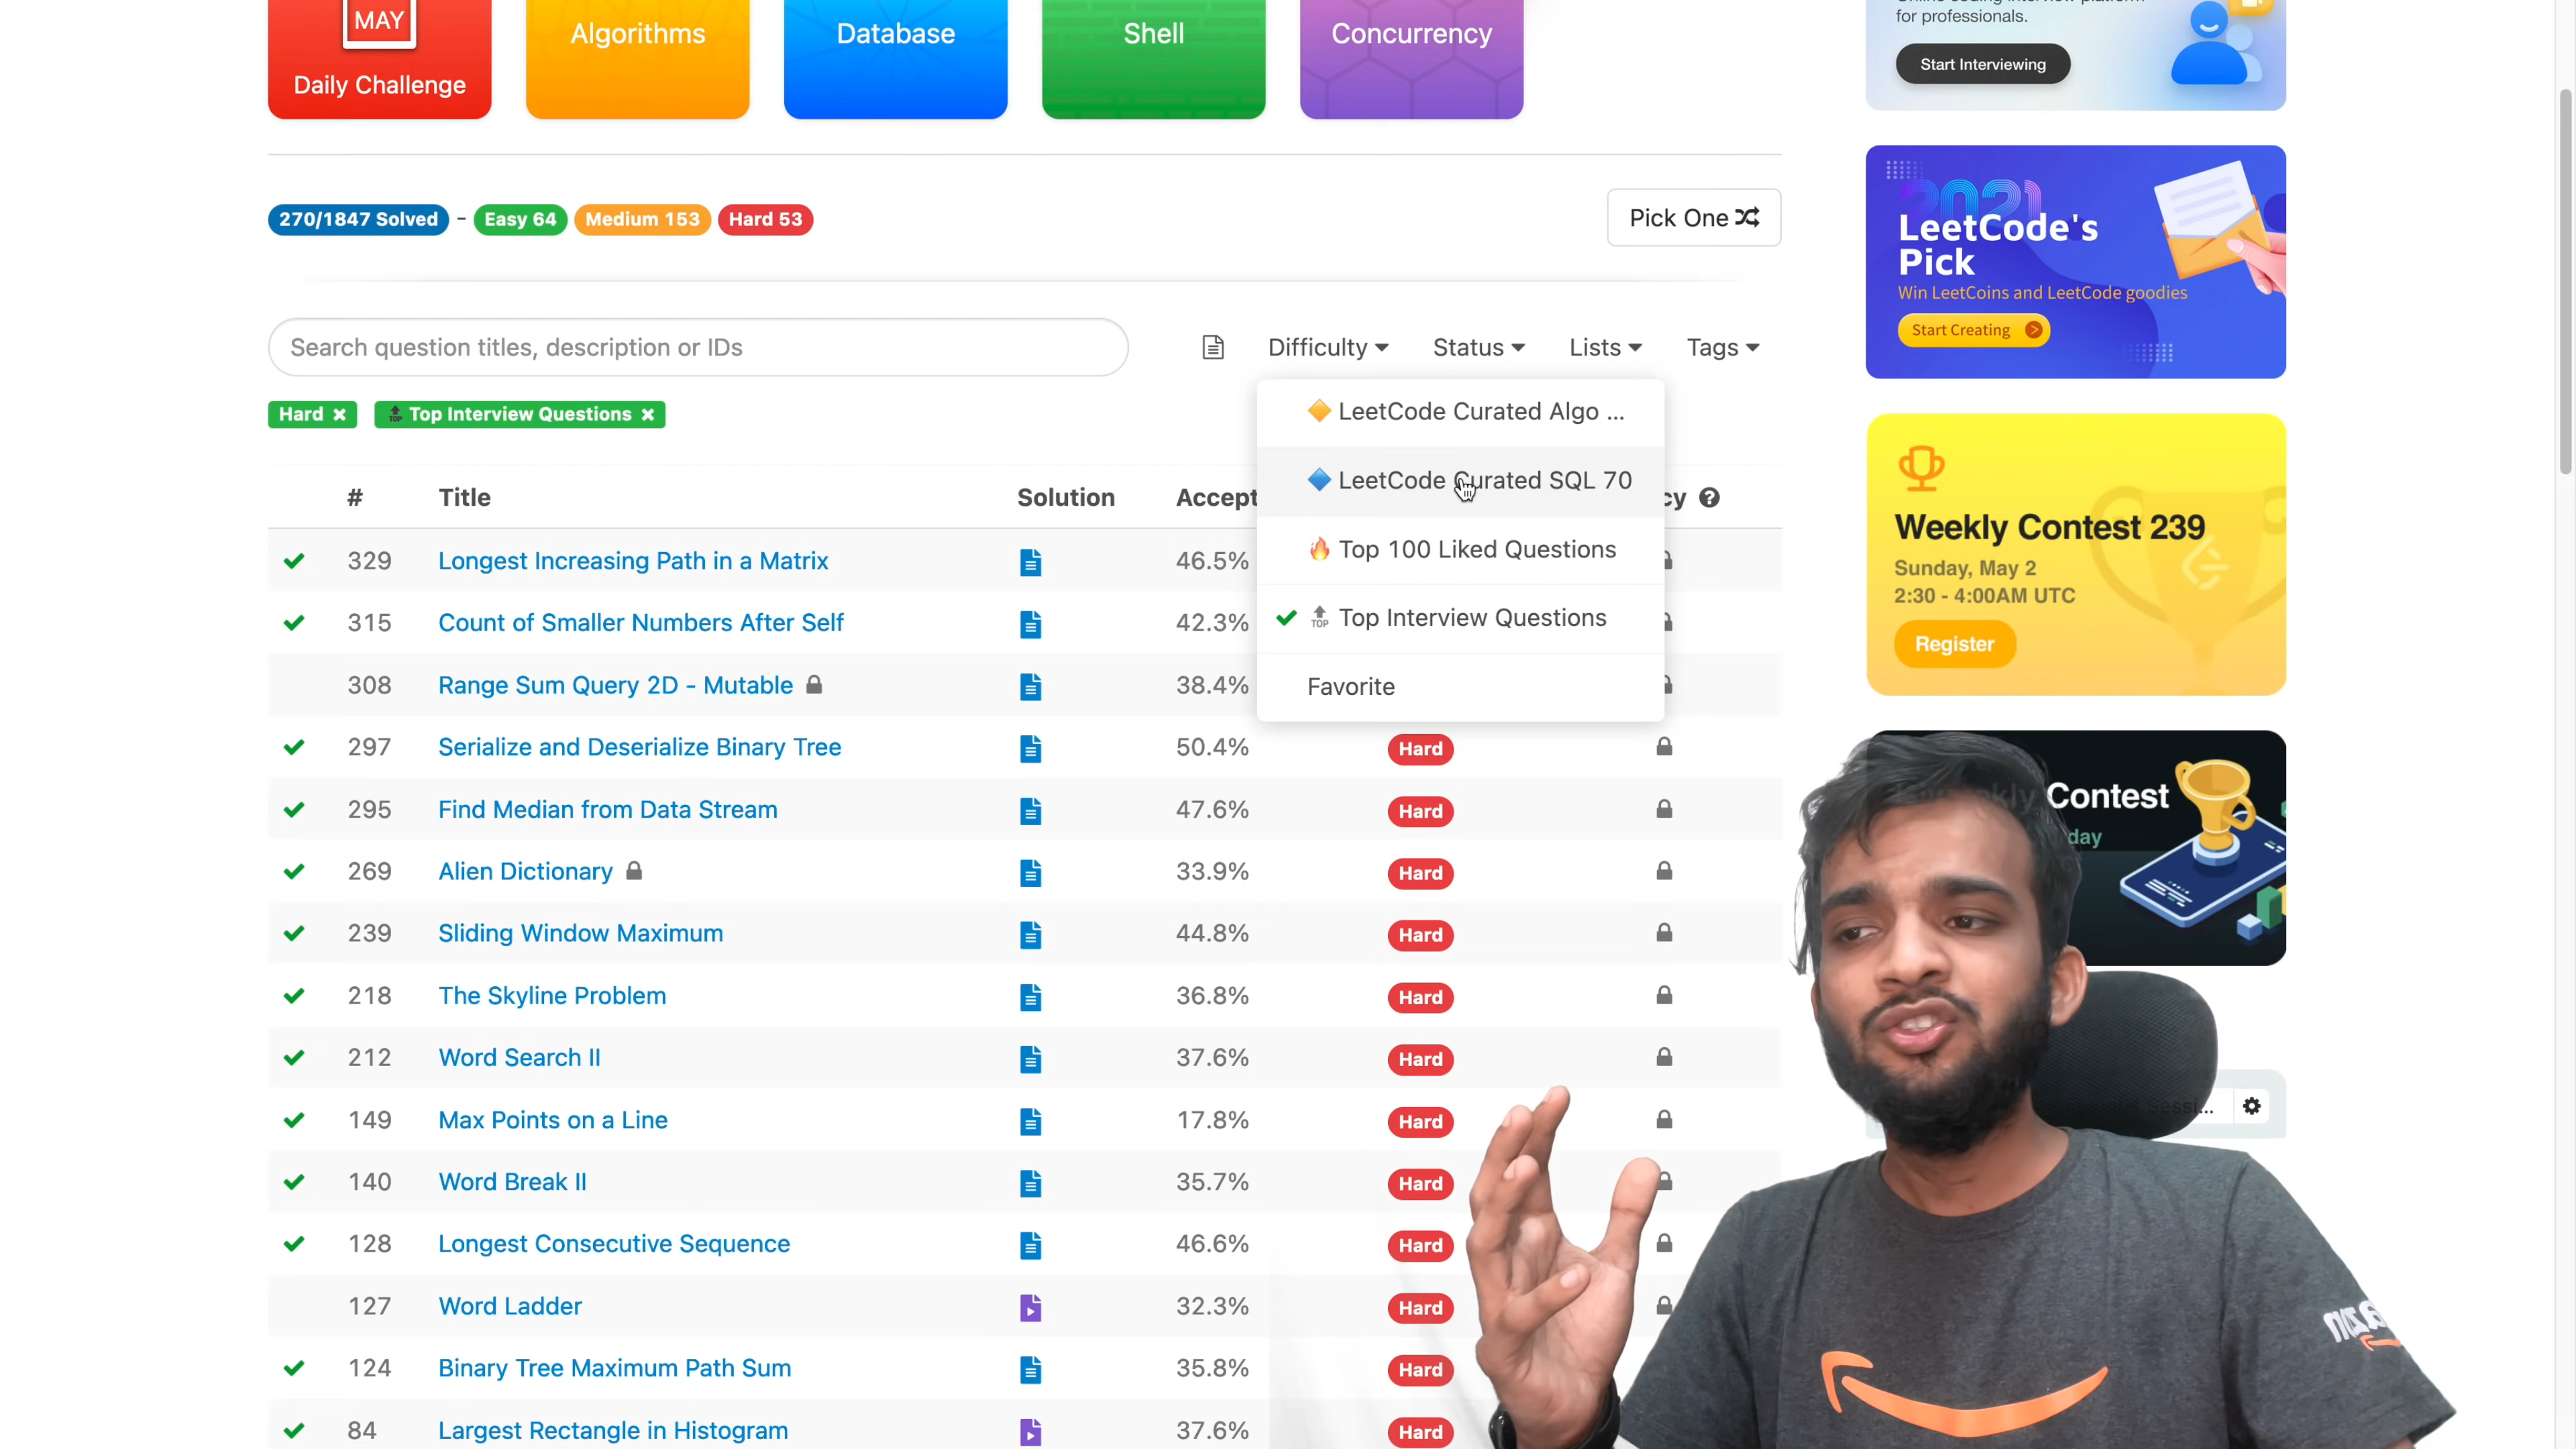 for professionals.
MAY
Daily Challenge
Algorithms
Database
Shell
Concurrency
Start Interviewing
270/1847 Solved - Easy 64 Medium 153 Hard 53
Pick One
2021
LeetCode's
Pick
Win LeetCoins and LeetCode goodies
Start Creating
Search question titles, description or IDs
Difficulty Status Lists Tags
Hard × Top Interview Questions ×
LeetCode Curated Algo ...
LeetCode Curated SQL 70
Top 100 Liked Questions
TOP Top Interview Questions
Favorite
# Title Solution
329 Longest Increasing Path in a Matrix 46.5%
315 Count of Smaller Numbers After Self 42.3%
308 Range Sum Query 2D - Mutable 38.4%
297 Serialize and Deserialize Binary Tree 50.4% Hard
295 Find Median from Data Stream 47.6% Hard
269 Alien Dictionary 33.9% Hard
239 Sliding Window Maximum 44.8% Hard
218 The Skyline Problem 36.8% Hard
212 Word Search II 37.6% Hard
149 Max Points on a Line 17.8% Hard
140 Word Break II 35.7% Hard
128 Longest Consecutive Sequence 46.6% Hard
127 Word Ladder 32.3% Hard
124 Binary Tree Maximum Path Sum 35.8% Hard
84 Largest Rectangle in Histogram 37.6% Hard
Weekly Contest 239
Sunday, May 2
2:30 - 4:00AM UTC
Register
Contest